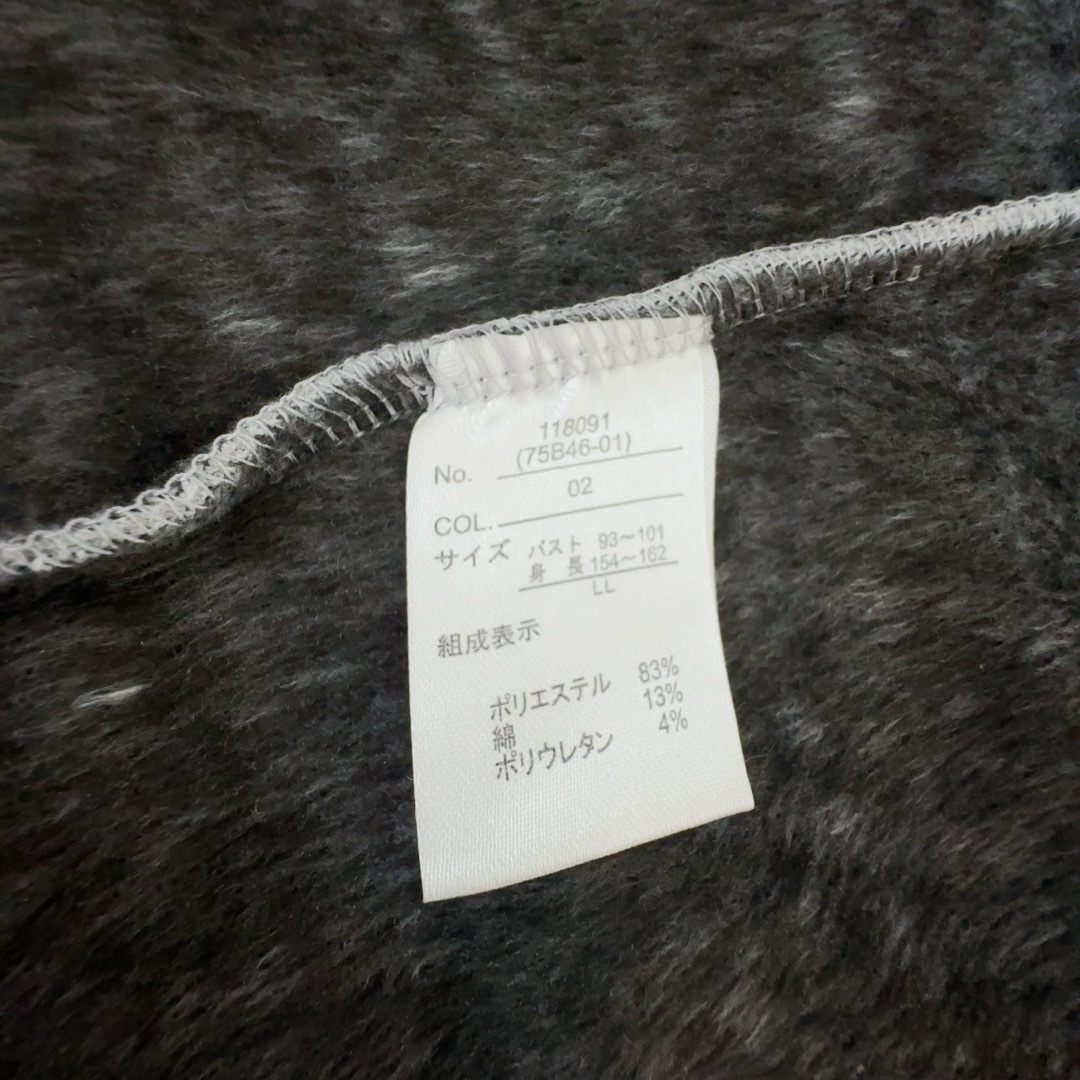 118091
No. (75B46-01)
COL. 02
サイズ バスト 93～101
身 長 154～162
LL
組成表示
ポリエステル 83%
綿 13%
ポリウレタン 4%